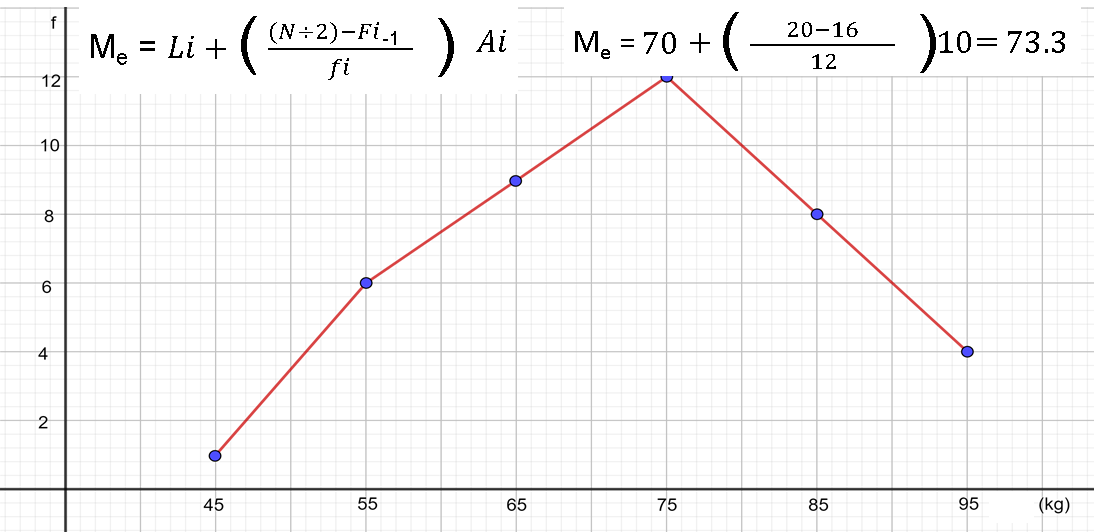 f
Me = Li + ( (N÷2)−Fi-1 / fi ) Ai
Me = 70 + ( 20−16 / 12 )10= 73.3
12
10
8
6
4
2
45 55 65 75 85 95 (kg)